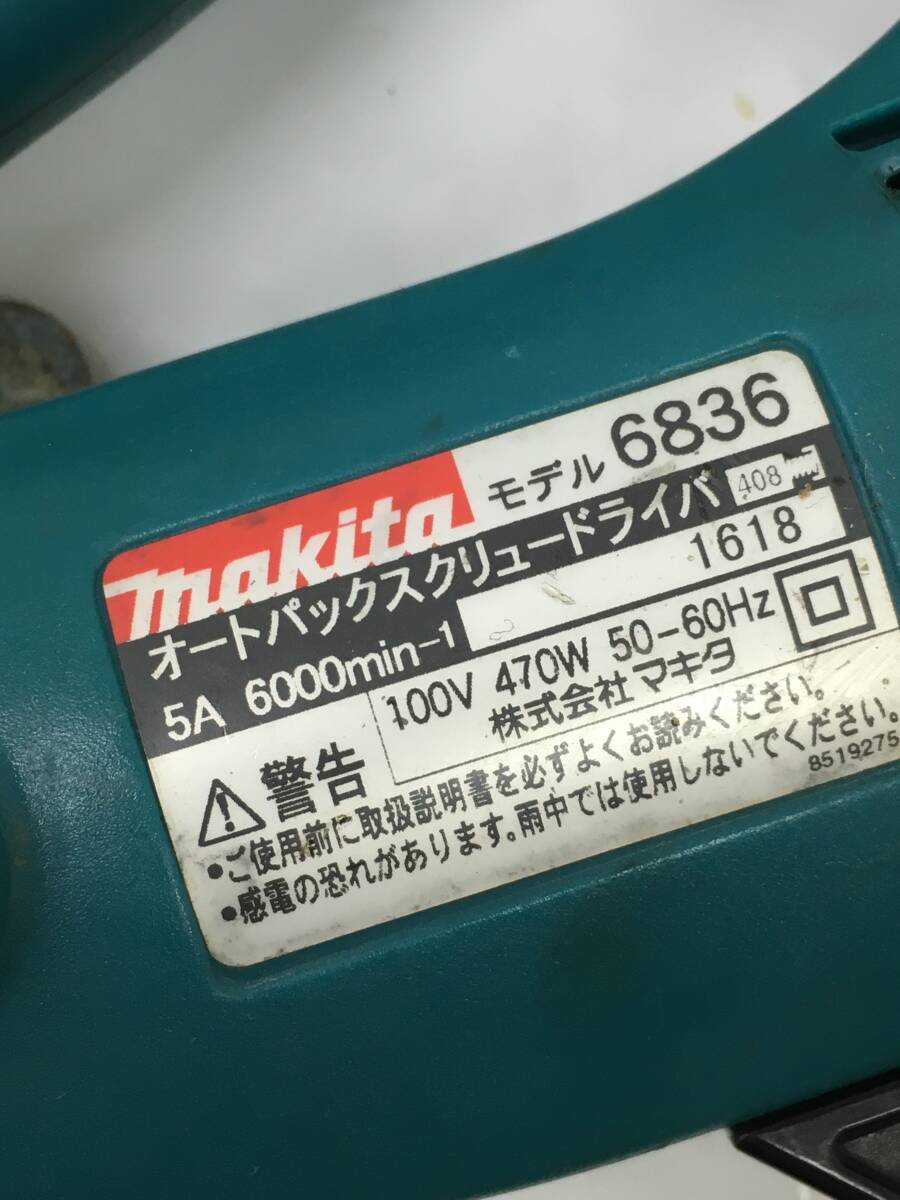 makita モデル 6836
オートパックスクリュードライバ 408
5A 6000min-1 1618
100V 470W 50-60Hz
株式会社 マキタ
警告
•ご使用前に取扱説明書を必ずよくお読みください。
•感電の恐れがあります。雨中では使用しないでください。
8519275